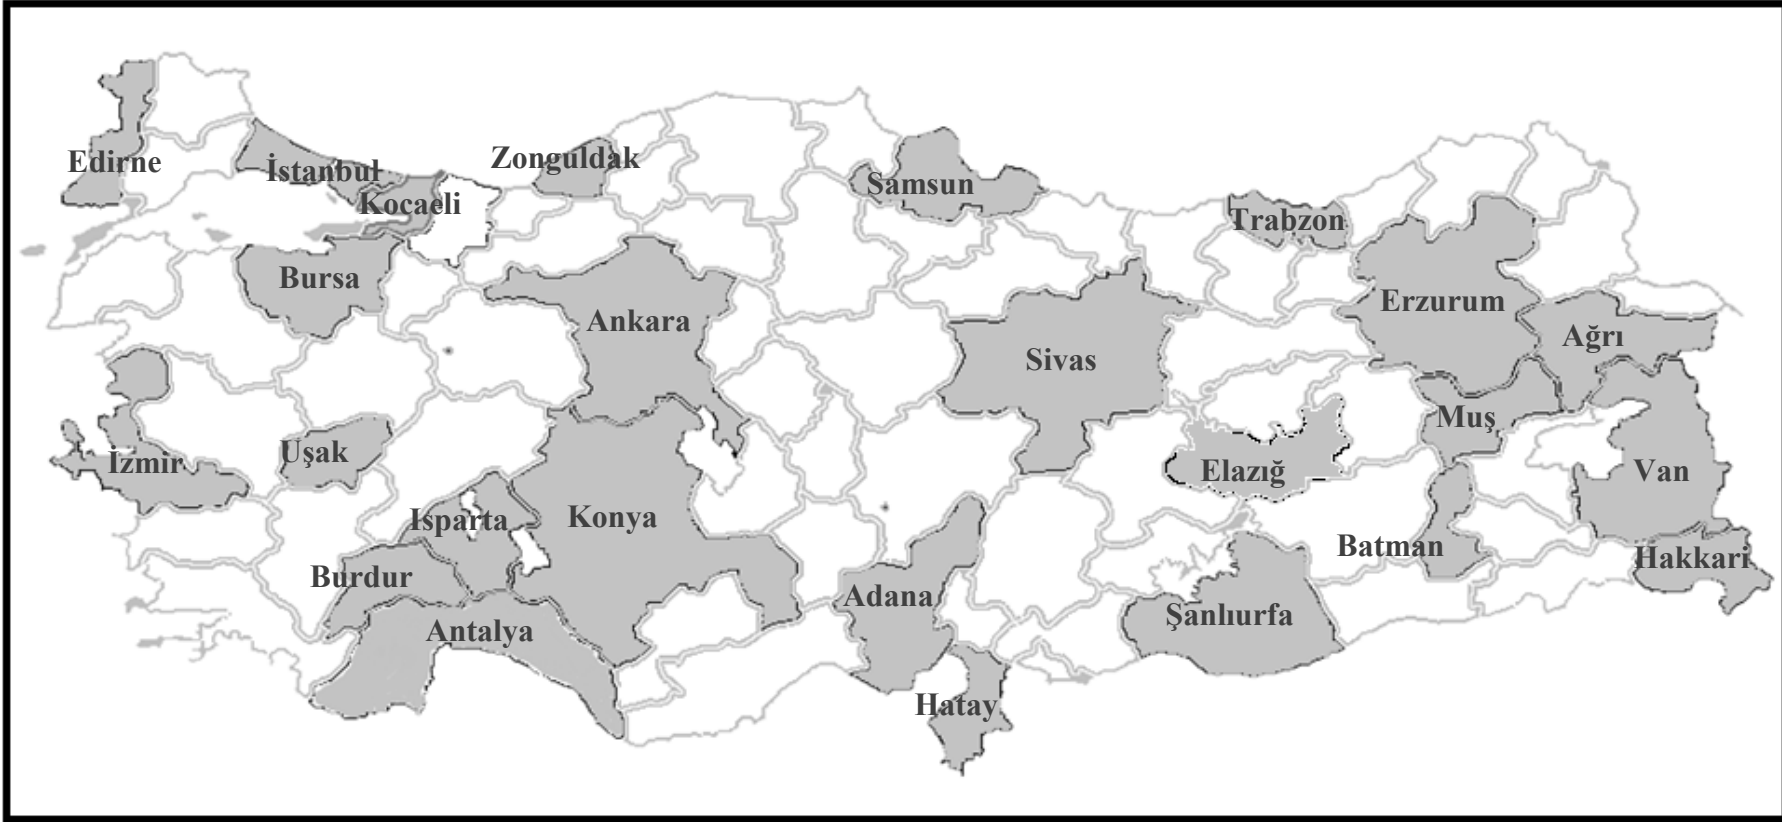 Edirne
İstanbul
Zonguldak
Kocaeli
Samsun
Trabzon
Bursa
Ankara
Erzurum
Ağrı
Sivas
Muş
Uşak
İzmir
Elazığ
Van
Isparta
Konya
Batman
Hakkari
Burdur
Adana
Şanlıurfa
Antalya
Hatay